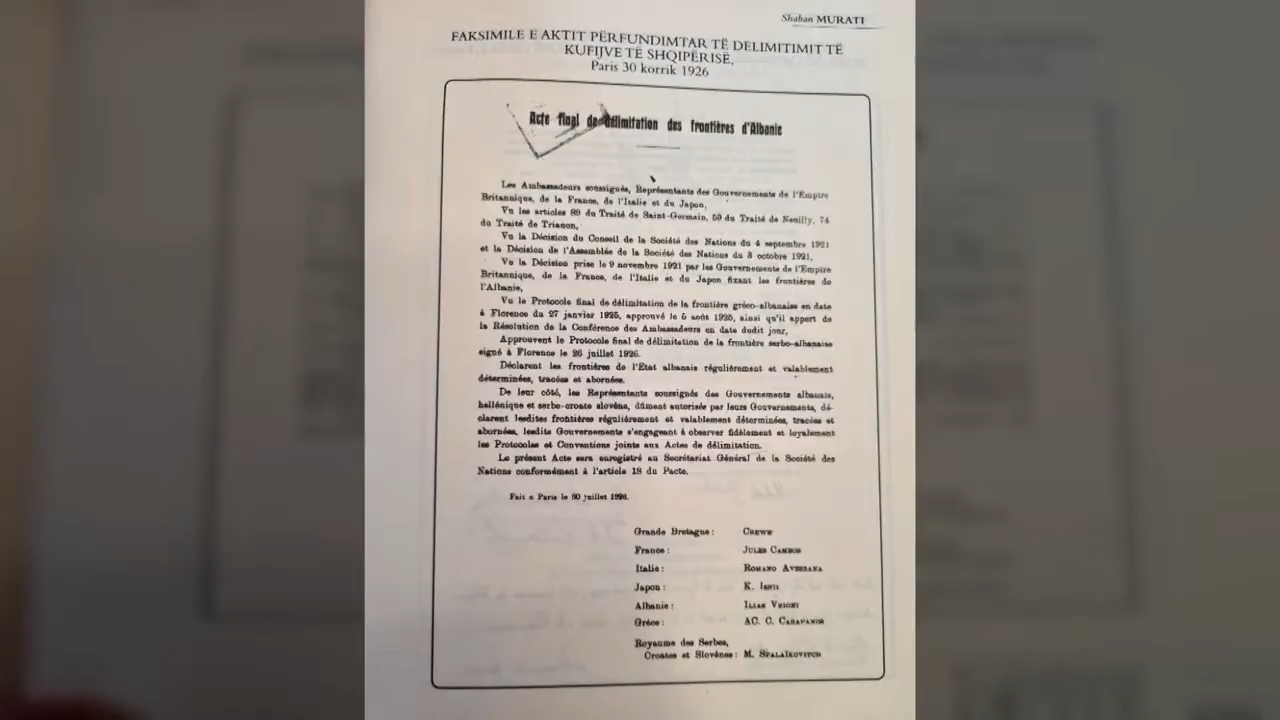 Shaban MURATI
FAKSIMILE E AKTIT PËRFUNDIMTAR TË DELIMITIMIT TË
KUFIJVE TË SHQIPËRISË,
Paris 30 korrik 1926
Acte final de délimitation des frontières d'Albanie
Les Ambassadeurs soussignés, Représentants des Gouvernements de l'Empire
Britannique, de la France, de l'Italie et du Japon,
Vu les articles 89 du Traité de Saint-Germain, 59 du Traité de Neuilly, 74
du Traité de Trianon,
Vu la Décision du Conseil de la Société des Nations du 4 septembre 1921
et la Décision de l'Assemblée de la Société des Nations du 3 octobre 1921,
Vu la Décision prise le 9 novembre 1921 par les Gouvernements de l'Empire
Britannique, de la France, de l'Italie et du Japon fixant les frontières de
l'Albanie,
Vu le Protocole final de délimitation de la frontière gréco-albanaise en date
à Florence du 27 janvier 1925, approuvé le 5 août 1925, ainsi qu'il appert de
la Résolution de la Conférence des Ambassadeurs en date dudit jour,
Approuvent le Protocole final de délimitation de la frontière serbo-albanaise
signé à Florence le 26 juillet 1926.
Déclarent les frontières de l'Etat albanais régulièrement et valablement
déterminées, tracées et abornées.
De leur côté, les Représentants soussignés des Gouvernements albanais,
hellénique et serbo-croate slovène, dûment autorisés par leurs Gouvernements, dé-
clarent lesdites frontières régulièrement et valablement déterminées, tracées et
abornées, lesdits Gouvernements s'engageant à observer fidèlement et loyalement
les Protocoles et Conventions joints aux Actes de délimitation.
Le présent Acte sera enregistré au Secrétariat Général de la Société des
Nations conformément à l'article 18 du Pacte.
Fait a Paris le 30 juillet 1926.
Grande Bretagne : CREWE
France : JULES CAMBON
Italie : ROMANO AVEZZANA
Japon : K. ISHII
Albanie : ILIAS VRIONI
Grèce : AC. C. CARAPANOS
Royaume des Serbes,
Croates et Slovènes : M. SPALAÏKOVITCH